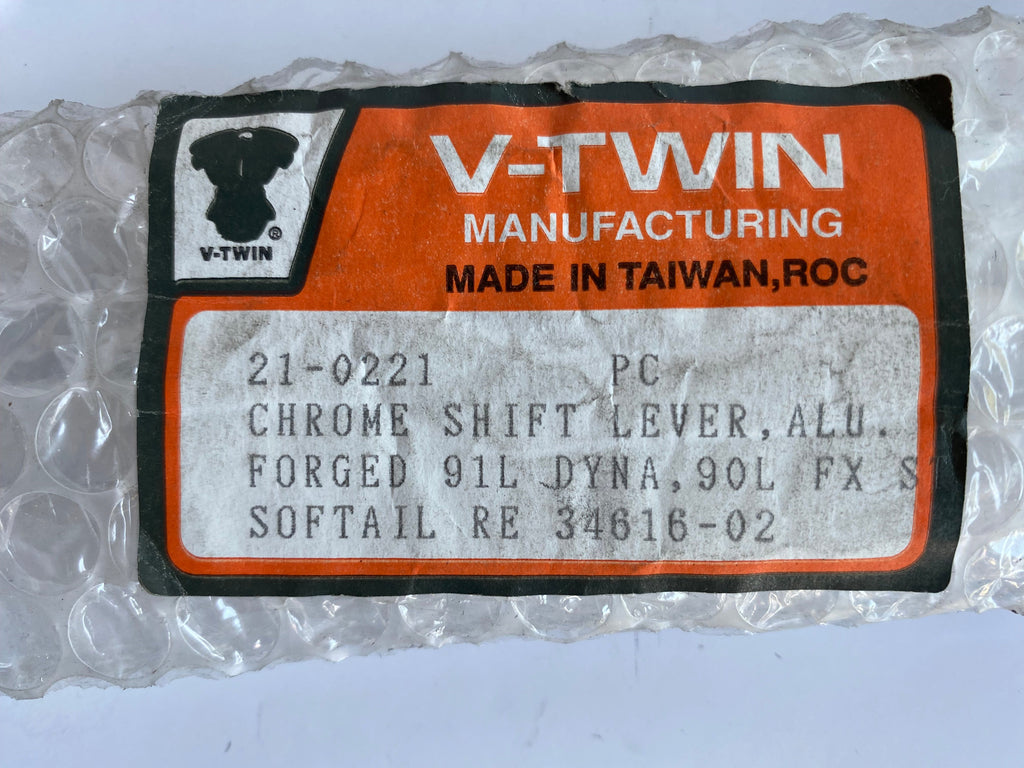 V-TWIN
MANUFACTURING
MADE IN TAIWAN,ROC
®
V-TWIN
21-0221 PC
CHROME SHIFT LEVER,ALU.
FORGED 91L DYNA,90L FX
SOFTAIL RE 34616-02